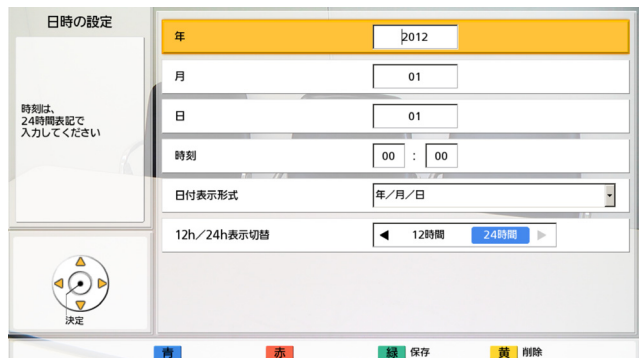 日時の設定
時刻は、
24時間表記で
入力してください
年 2012
月 01
日 01
時刻 00 : 00
日付表示形式 年／月／日
12h／24h表示切替 ◀ 12時間 24時間 ▶
決定
青 赤 緑 保存 黄 削除